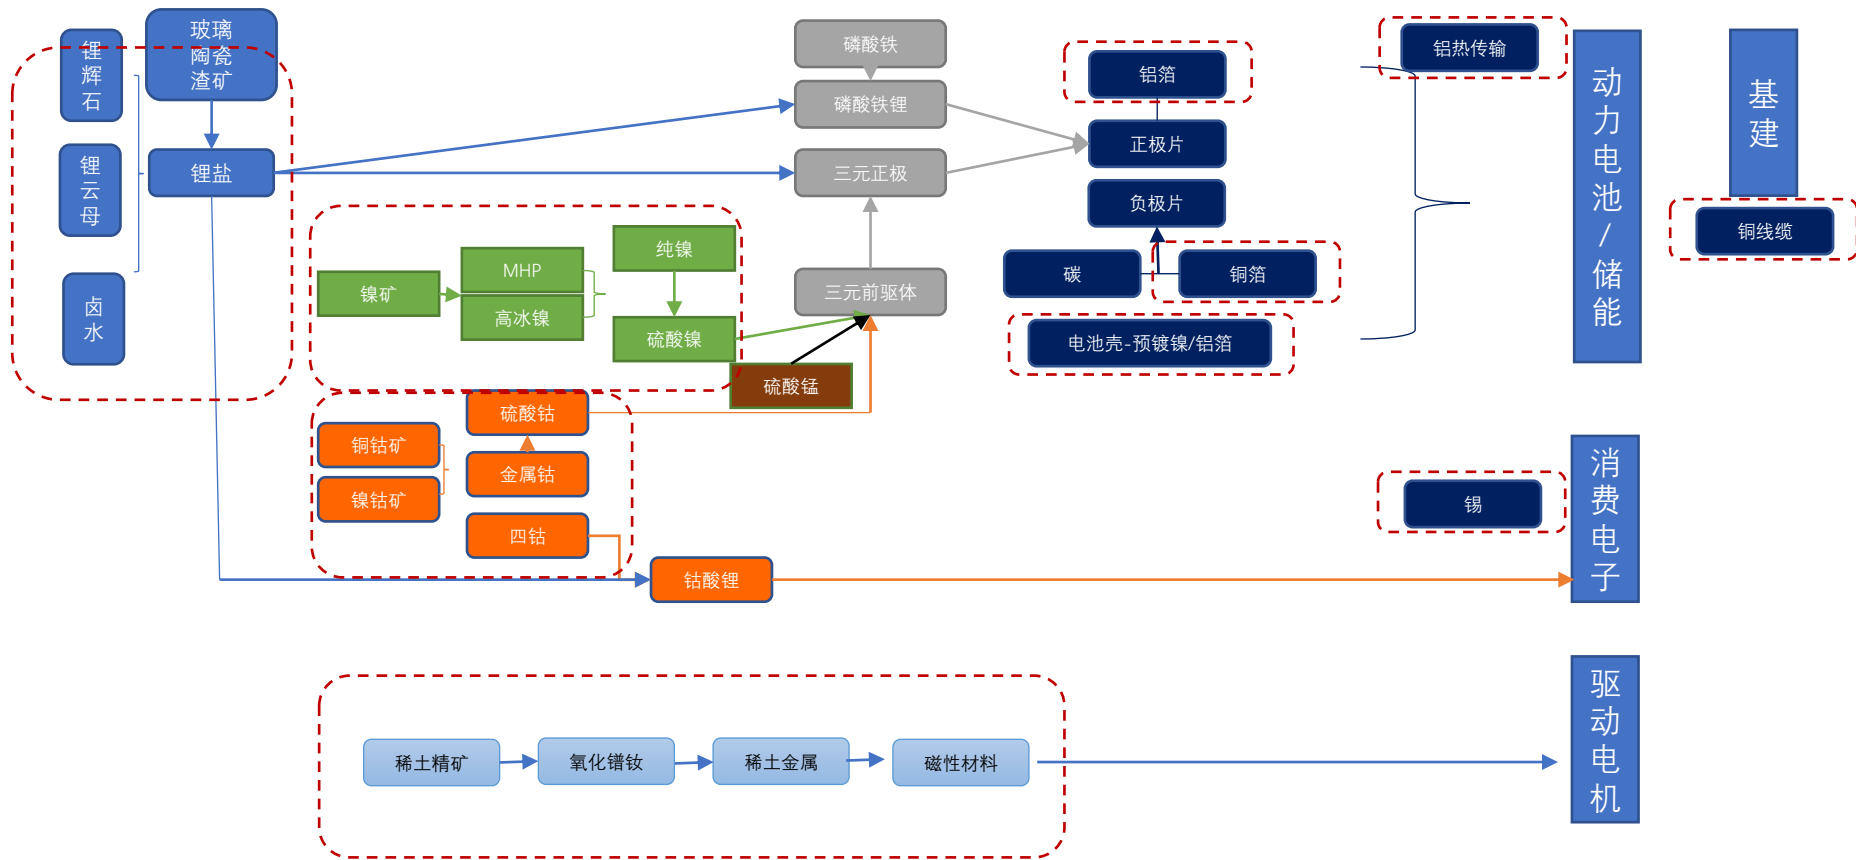 锂
辉
石
玻璃
陶瓷
渣矿
锂
云
母
锂盐
卤
水
磷酸铁
磷酸铁锂
三元正极
三元前驱体
镍矿
MHP
高冰镍
纯镍
硫酸镍
硫酸锰
铜钴矿
镍钴矿
硫酸钴
金属钴
四钴
钴酸锂
铝箔
正极片
负极片
碳
铜箔
电池壳-预镀镍/铝箔
铝热传输
动
力
电
池
/
储
能
基
建
铜线缆
锡
消
费
电
子
稀土精矿
氧化镨钕
稀土金属
磁性材料
驱
动
电
机